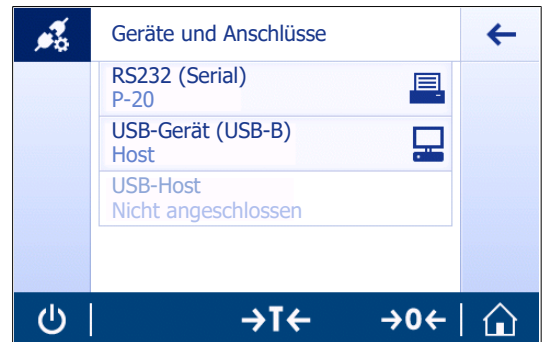 Geräte und Anschlüsse
RS232 (Serial)
P-20
USB-Gerät (USB-B)
Host
USB-Host
Nicht angeschlossen
→T← →0←